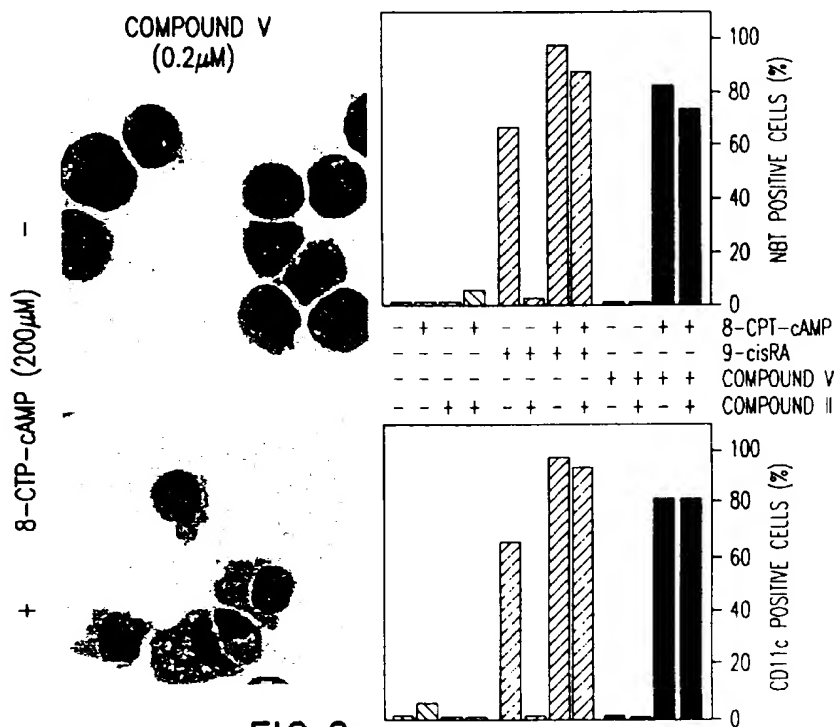 COMPOUND V
(0.2μM)
-
8-CTP-cAMP (200μM)
+
100
80
60
40
20
0
NBT POSITIVE CELLS (%)
- + - + - - + + - - + + 8-CPT-cAMP
- - - - + + + + - - - - 9-cisRA
- - - - - - - - + + + + COMPOUND V
- - + + - + - + - + - + COMPOUND II
100
80
60
40
20
0
CD11c POSITIVE CELLS (%)